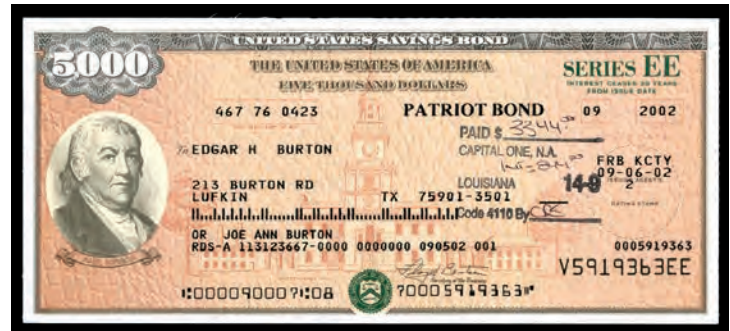 UNITED STATES SAVINGS BOND
5000
THE UNITED STATES OF AMERICA
FIVE THOUSAND DOLLARS
SERIES EE
INTEREST CEASES 30 YEARS
FROM ISSUE DATE
467 76 0423 PATRIOT BOND 09 2002
PAID $ 3344.00
To EDGAR H BURTON CAPITAL ONE, N.A.
FRB KCTY
09-06-02
213 BURTON RD LOUISIANA 14-9 2
LUFKIN TX 75901-3501
Code 4110 By
OR JOE ANN BURTON
RDS-A 113123667-0000 0000000 090502 001 0005919363
V5919363EE
⑆000090007⑆08 70005919363⑈